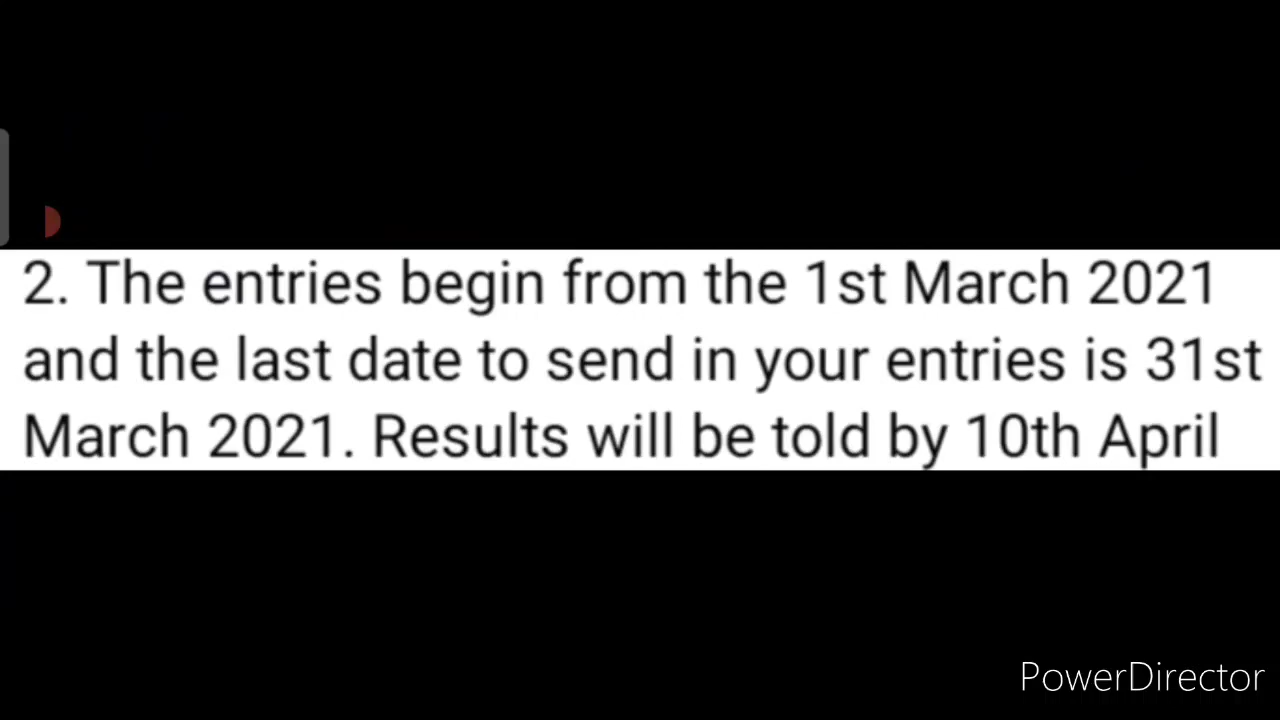 2. The entries begin from the 1st March 2021
and the last date to send in your entries is 31st
March 2021. Results will be told by 10th April
PowerDirector